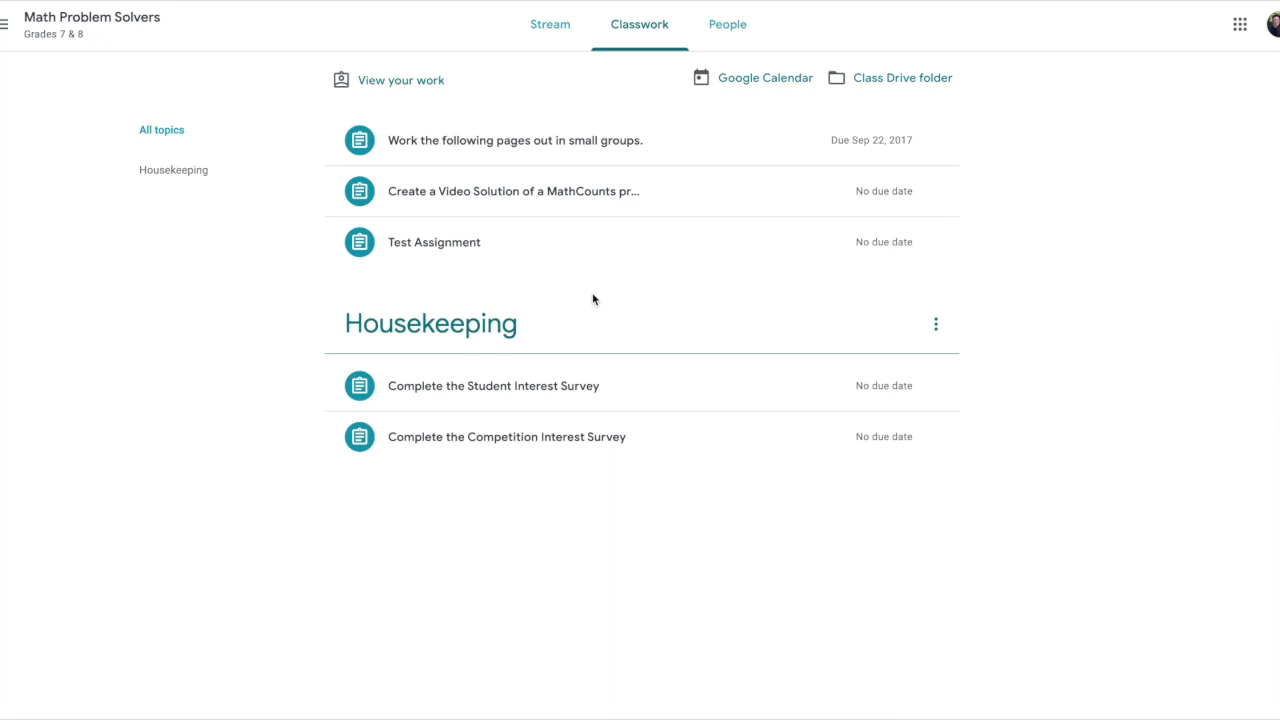 Math Problem Solvers
Grades 7 & 8
Stream
Classwork
People
View your work
Google Calendar
Class Drive folder
All topics
Housekeeping
Work the following pages out in small groups.
Due Sep 22, 2017
Create a Video Solution of a MathCounts pr...
No due date
Test Assignment
No due date
Housekeeping
Complete the Student Interest Survey
No due date
Complete the Competition Interest Survey
No due date